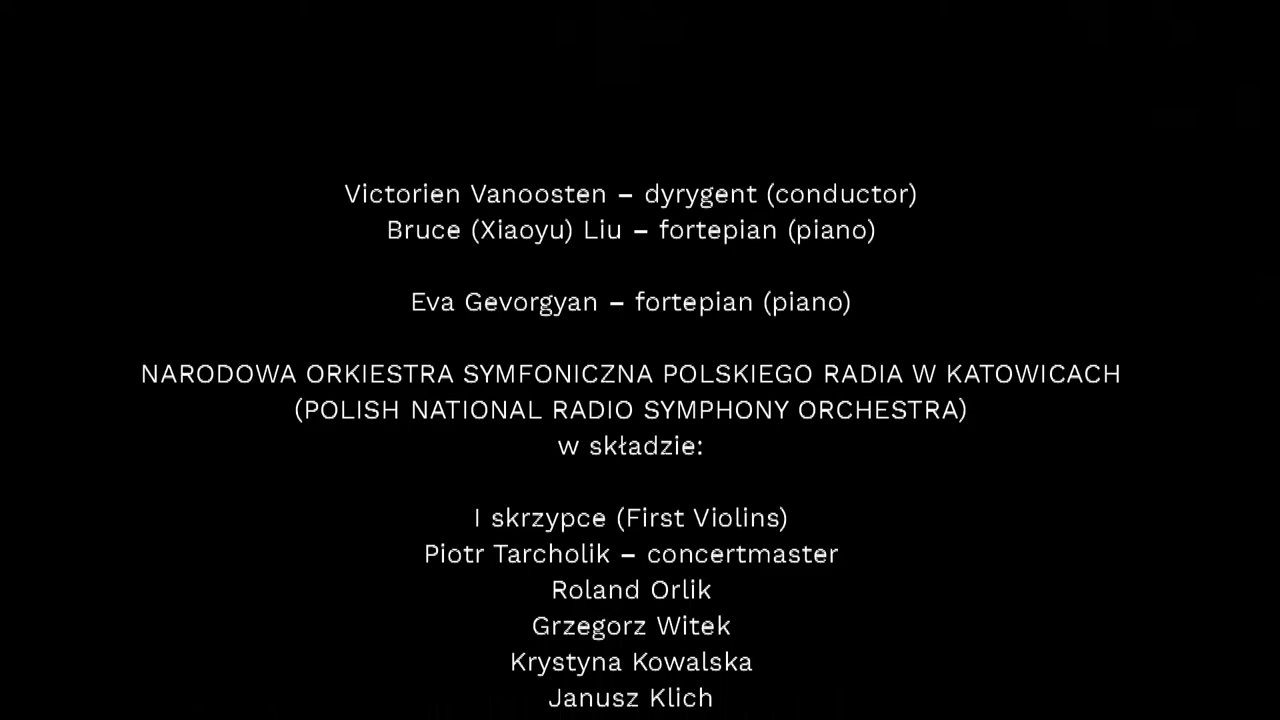 Victorien Vanoosten – dyrygent (conductor)
Bruce (Xiaoyu) Liu – fortepian (piano)
Eva Gevorgyan – fortepian (piano)
NARODOWA ORKIESTRA SYMFONICZNA POLSKIEGO RADIA W KATOWICACH
(POLISH NATIONAL RADIO SYMPHONY ORCHESTRA)
w składzie:
I skrzypce (First Violins)
Piotr Tarcholik – concertmaster
Roland Orlik
Grzegorz Witek
Krystyna Kowalska
Janusz Klich